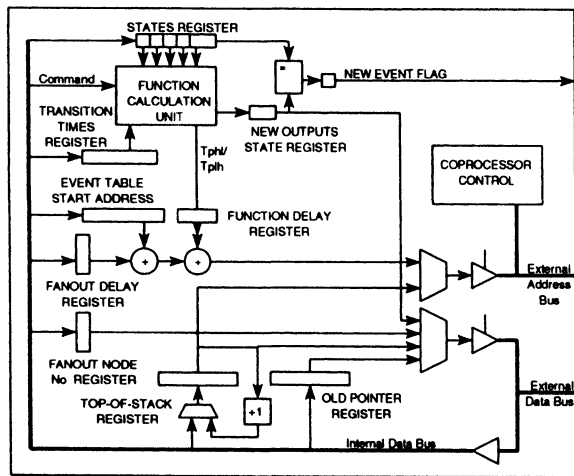 STATES REGISTER
Command
FUNCTION
CALCULATION
UNIT
=
NEW EVENT FLAG
TRANSITION
TIMES
REGISTER
NEW OUTPUTS
STATE REGISTER
Tphl/
Tplh
COPROCESSOR
CONTROL
EVENT TABLE
START ADDRESS
FUNCTION DELAY
REGISTER
+
+
FANOUT DELAY
REGISTER
External
Address
Bus
FANOUT NODE
No REGISTER
TOP-OF-STACK
REGISTER
+1
OLD POINTER
REGISTER
External
Data Bus
Internal Data Bus